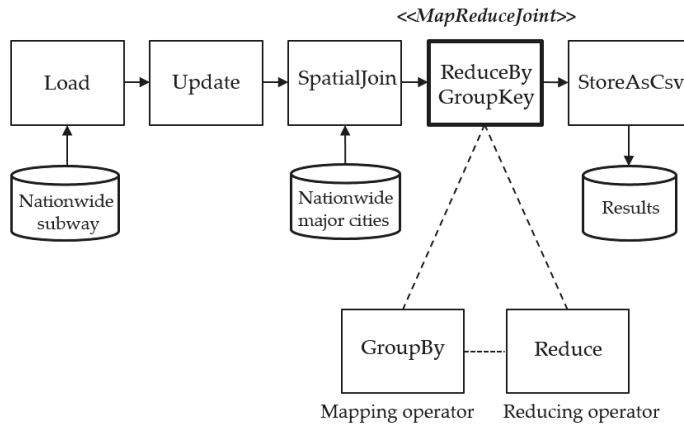 <<MapReduceJoint>>
Load
Update
SpatialJoin
ReduceBy
GroupKey
StoreAsCsv
Nationwide
subway
Nationwide
major cities
Results
GroupBy
Reduce
Mapping operator
Reducing operator